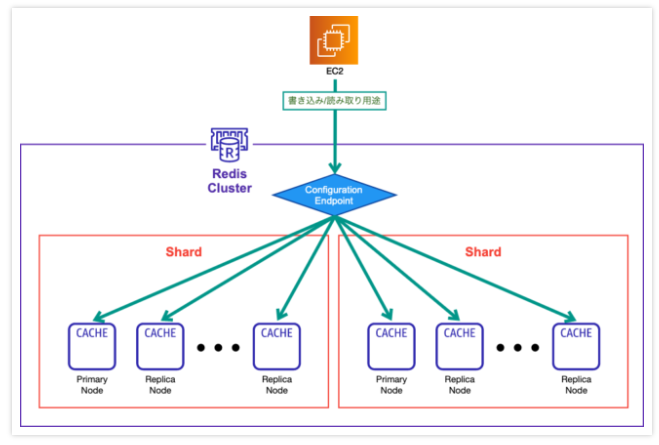 EC2
書き込み/読み取り用途
R
Redis
Cluster
Configuration
Endpoint
Shard
Shard
CACHE
CACHE
CACHE
CACHE
CACHE
CACHE
Primary
Node
Replica
Node
Replica
Node
Primary
Node
Replica
Node
Replica
Node